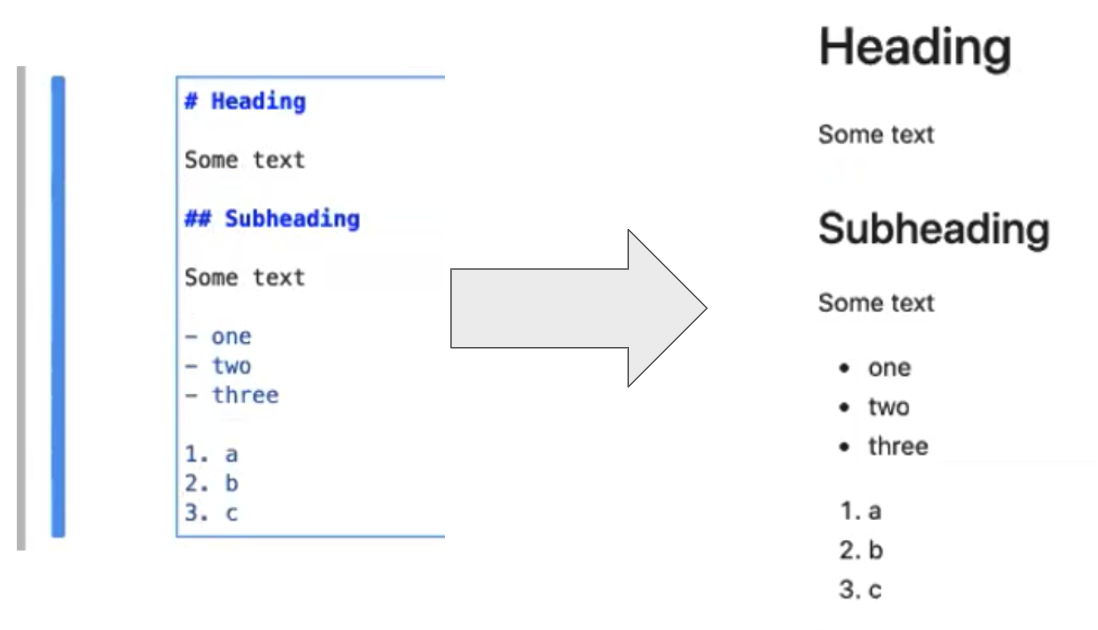 # Heading
Some text
## Subheading
Some text
- one
- two
- three
1. a
2. b
3. c
Heading
Some text
Subheading
Some text
• one
• two
• three
1. a
2. b
3. c